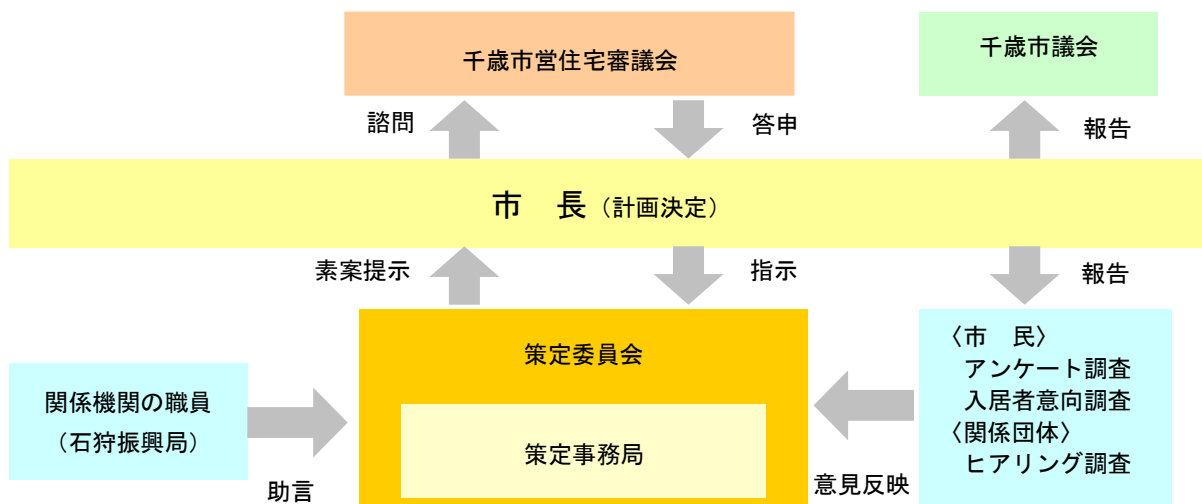 千歳市営住宅審議会
千歳市議会
諮問
答申
報告
市　長（計画決定）
素案提示
指示
報告
策定委員会
策定事務局
関係機関の職員
（石狩振興局）
助言
〈市　民〉
アンケート調査
入居者意向調査
〈関係団体〉
ヒアリング調査
意見反映